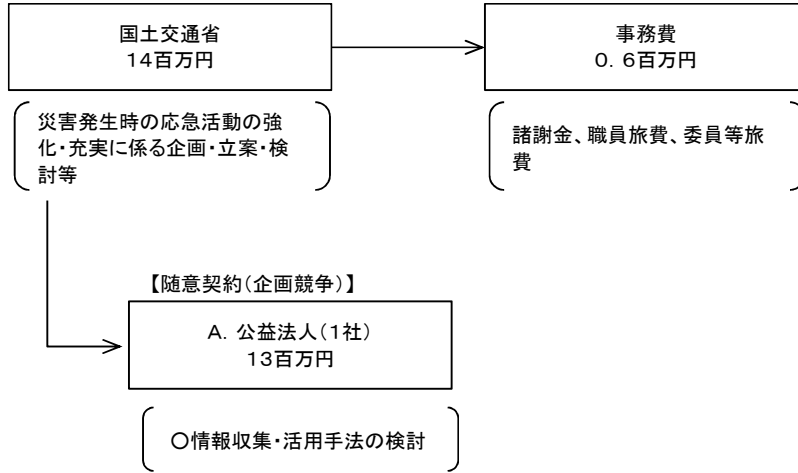 国土交通省
14百万円
事務費
0.6百万円
災害発生時の応急活動の強
化・充実に係る企画・立案・検
討等
諸謝金、職員旅費、委員等旅
費
【随意契約(企画競争)】
A. 公益法人(1社)
13百万円
○情報収集・活用手法の検討